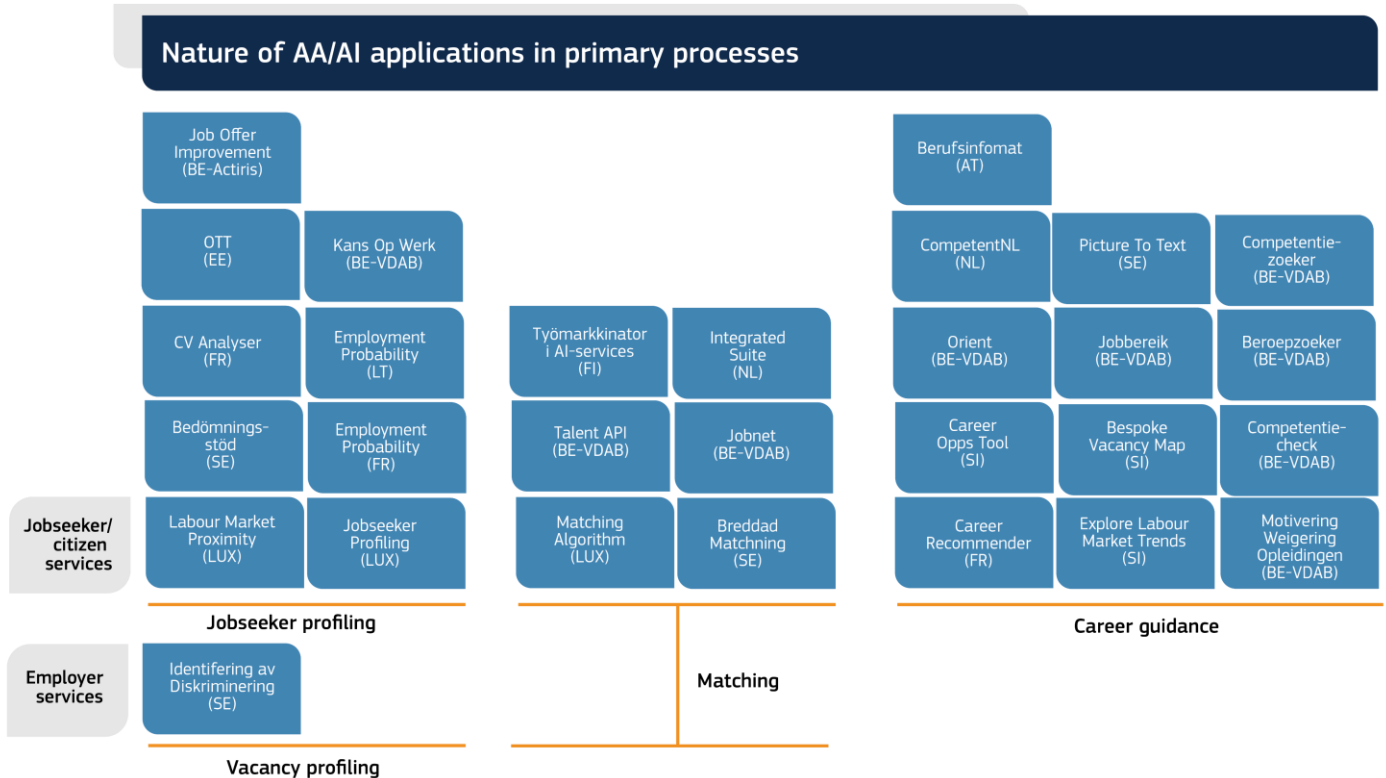 Nature of AA/AI applications in primary processes
Job Offer
Improvement
(BE-Actiris)
OTT
(EE)
Kans Op Werk
(BE-VDAB)
CV Analyser
(FR)
Employment
Probability
(LT)
Bedömnings-
stöd
(SE)
Employment
Probability
(FR)
Jobseeker/
citizen
services
Labour Market
Proximity
(LUX)
Jobseeker
Profiling
(LUX)
Jobseeker profiling
Employer
services
Identifering av
Diskriminering
(SE)
Vacancy profiling
Työmarkkinator
i AI-services
(FI)
Integrated
Suite
(NL)
Talent API
(BE-VDAB)
Jobnet
(BE-VDAB)
Matching
Algorithm
(LUX)
Breddad
Matchning
(SE)
Matching
Berufsinfomat
(AT)
CompetentNL
(NL)
Picture To Text
(SE)
Competentie-
zoeker
(BE-VDAB)
Orient
(BE-VDAB)
Jobbereik
(BE-VDAB)
Beroepzoeker
(BE-VDAB)
Career
Opps Tool
(SI)
Bespoke
Vacancy Map
(SI)
Competentie-
check
(BE-VDAB)
Career
Recommender
(FR)
Explore Labour
Market Trends
(SI)
Motivering
Weigering
Opleidingen
(BE-VDAB)
Career guidance